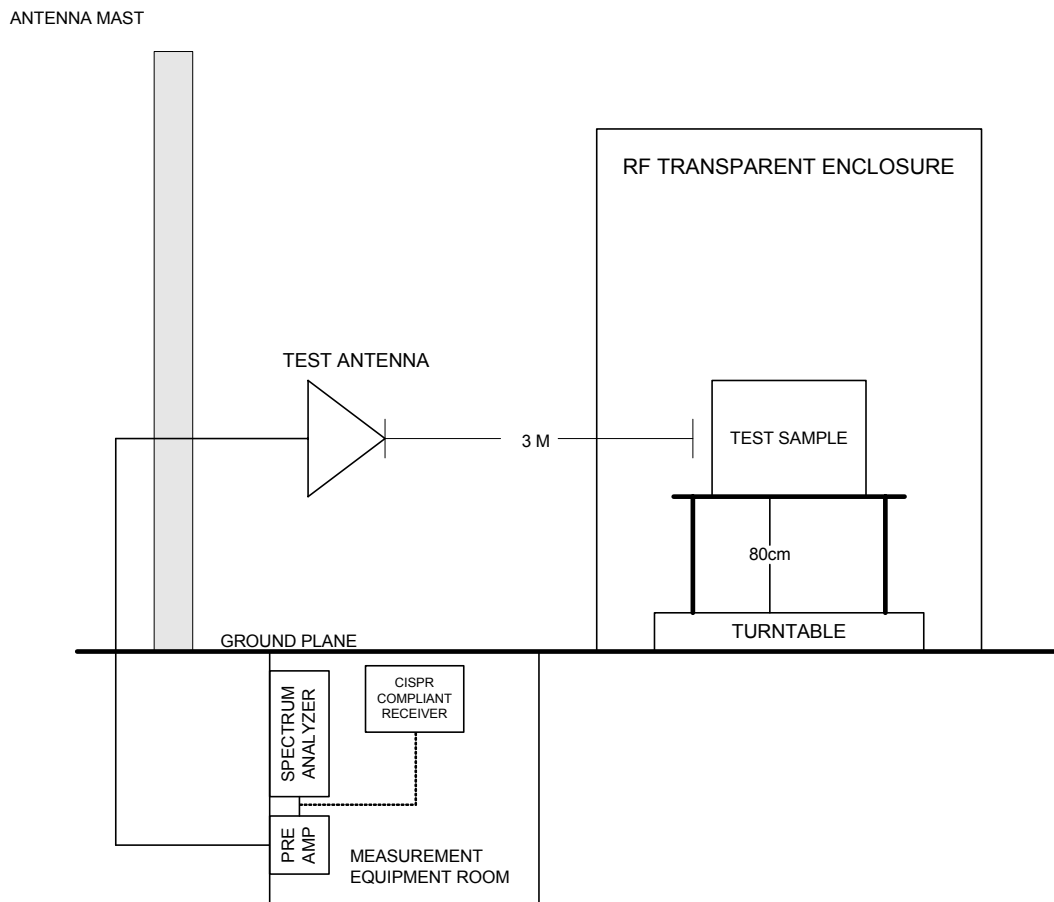 ANTENNA MAST
RF TRANSPARENT ENCLOSURE
TEST ANTENNA
3 M
TEST SAMPLE
80cm
TURNTABLE
GROUND PLANE
SPECTRUM
ANALYZER
CISPR
COMPLIANT
RECEIVER
PRE
AMP
MEASUREMENT
EQUIPMENT ROOM